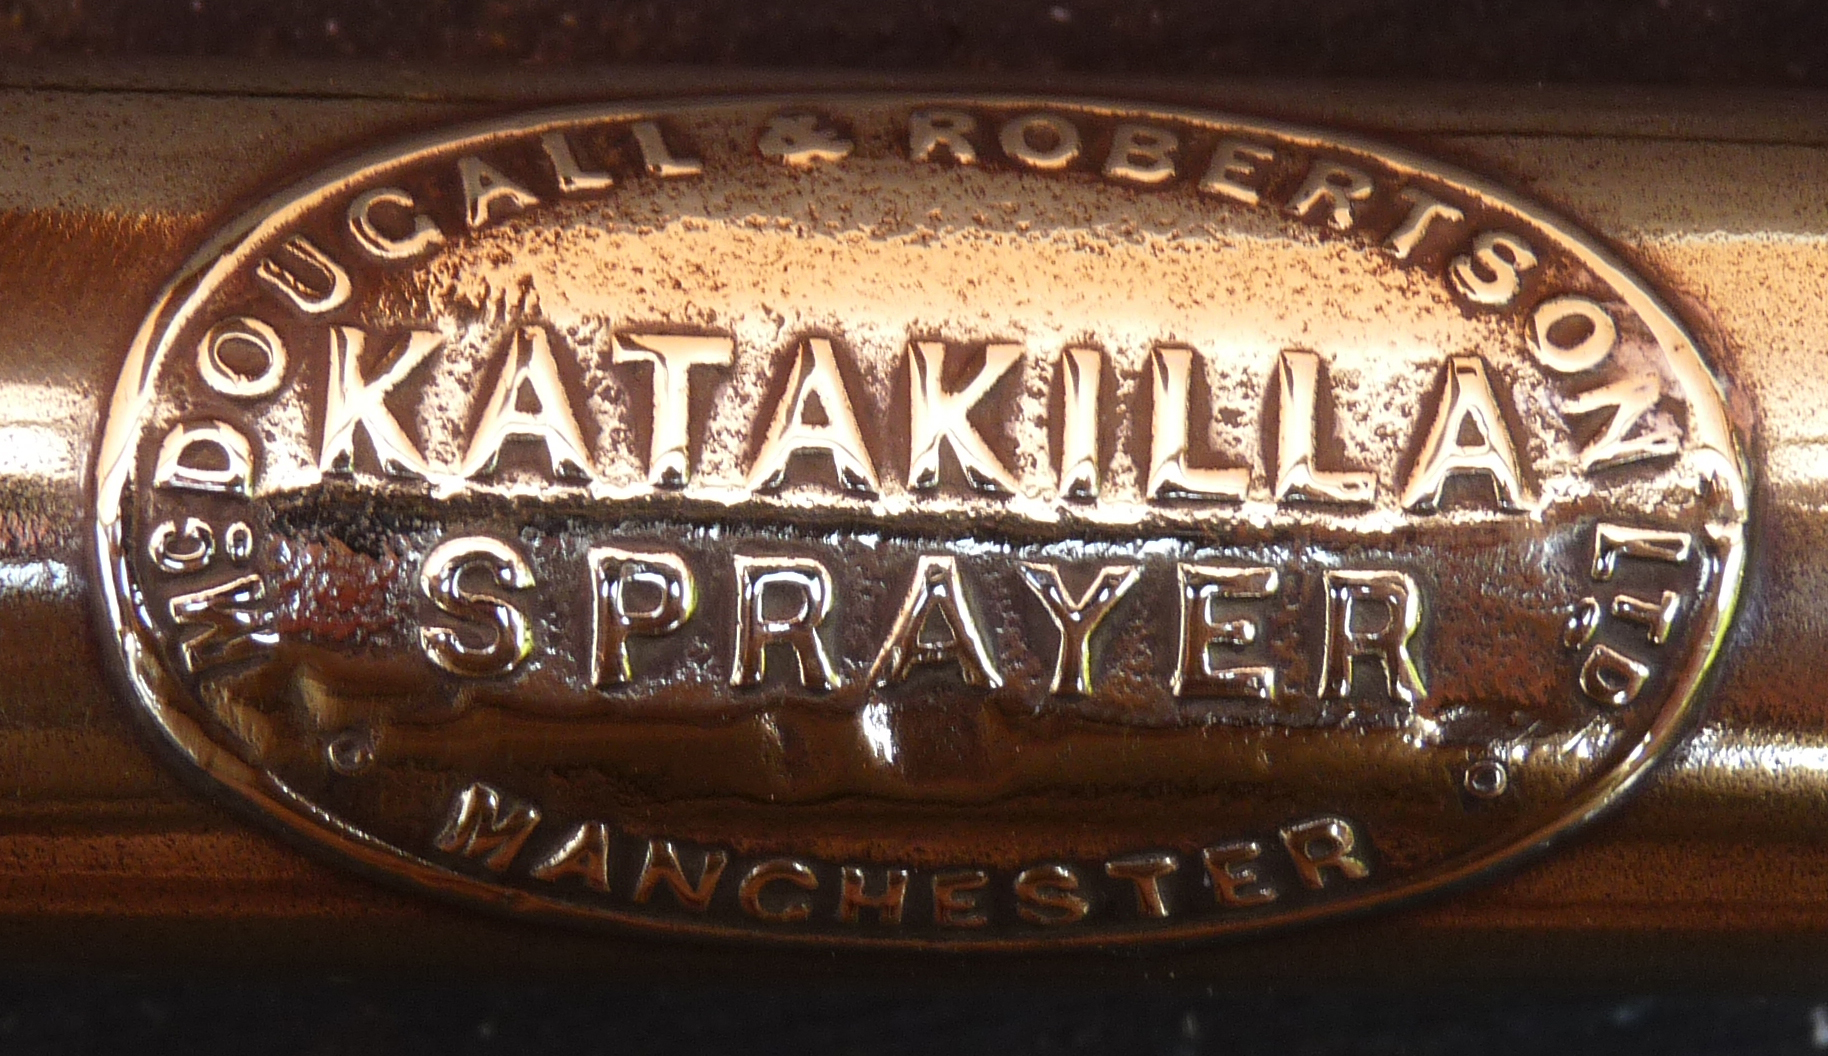 McDOUGALL & ROBERTSON LTD
KATAKILLA
SPRAYER
MANCHESTER